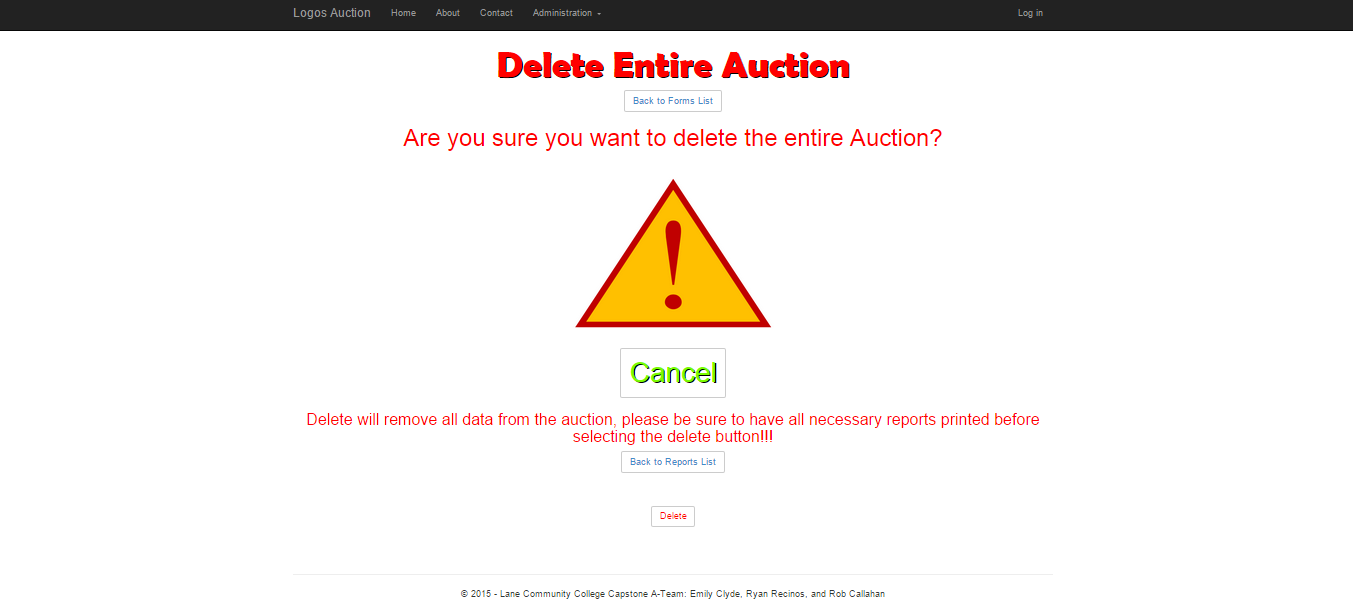 Logos Auction Home About Contact Administration Log in
Delete Entire Auction
Back to Forms List
Are you sure you want to delete the entire Auction?
!
Cancel
Delete will remove all data from the auction, please be sure to have all necessary reports printed before
selecting the delete button!!!
Back to Reports List
Delete
© 2015 - Lane Community College Capstone A-Team: Emily Clyde, Ryan Recinos, and Rob Callahan